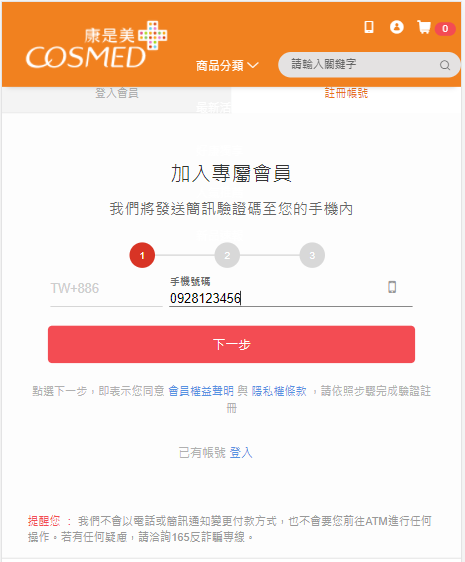 康是美
COSMED
0
商品分類
請輸入關鍵字
登入會員
註冊帳號
加入專屬會員
我們將發送簡訊驗證碼至您的手機內
1 2 3
手機號碼
TW+886
0928123456
下一步
點選下一步，即表示您同意 會員權益聲明 與 隱私權條款 ，請依照步驟完成驗證註
冊
已有帳號 登入
提醒您 ： 我們不會以電話或簡訊通知變更付款方式，也不會要您前往ATM進行任何
操作。若有任何疑慮，請洽詢165反詐騙專線。